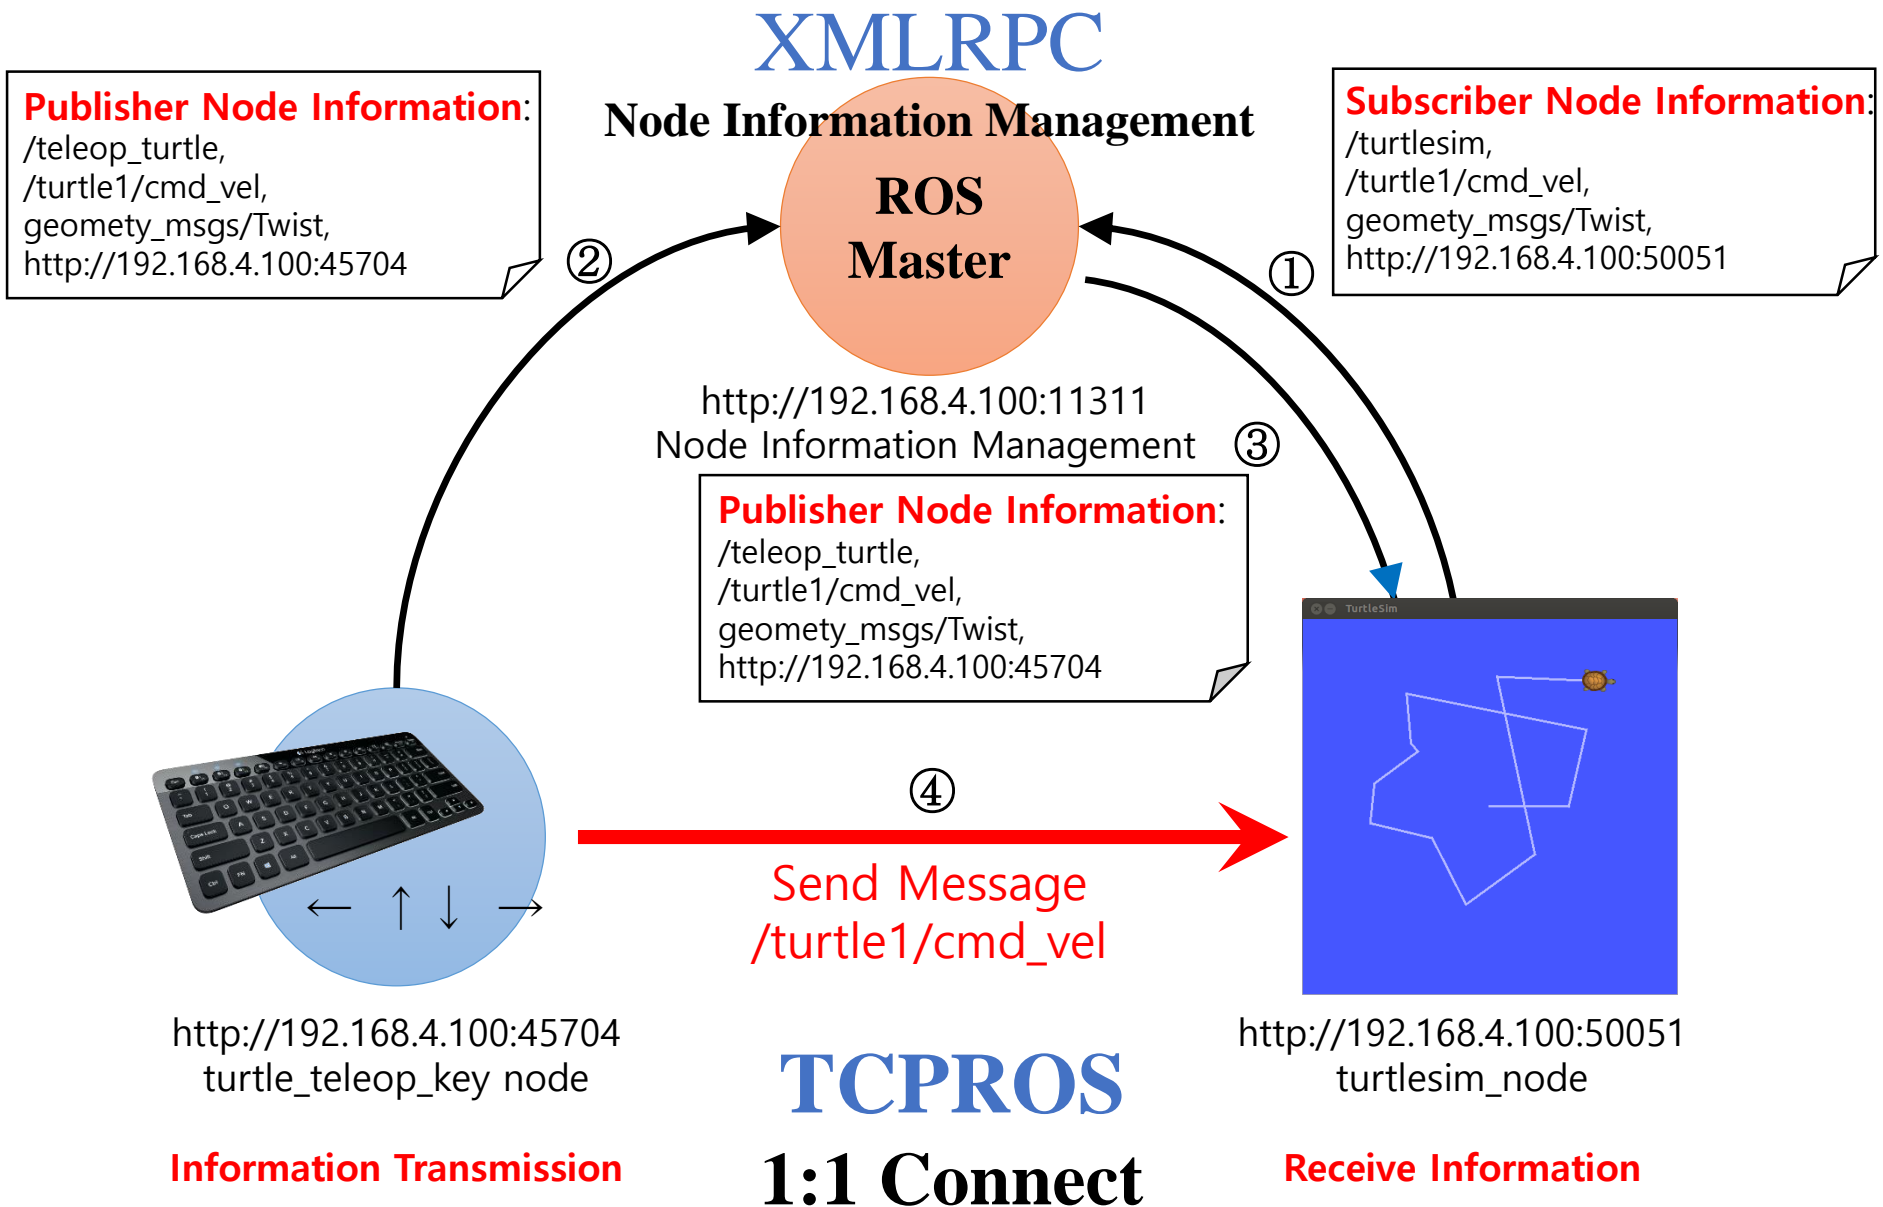 XMLRPC
Node Information Management
ROS
Master
Publisher Node Information:
/teleop_turtle,
/turtle1/cmd_vel,
geomety_msgs/Twist,
http://192.168.4.100:45704
②
Subscriber Node Information:
/turtlesim,
/turtle1/cmd_vel,
geomety_msgs/Twist,
http://192.168.4.100:50051
①
http://192.168.4.100:11311
Node Information Management
③
Publisher Node Information:
/teleop_turtle,
/turtle1/cmd_vel,
geomety_msgs/Twist,
http://192.168.4.100:45704
TurtleSim
④
Send Message
/turtle1/cmd_vel
← ↑ ↓ →
http://192.168.4.100:45704
turtle_teleop_key node
Information Transmission
TCPROS
1:1 Connect
http://192.168.4.100:50051
turtlesim_node
Receive Information